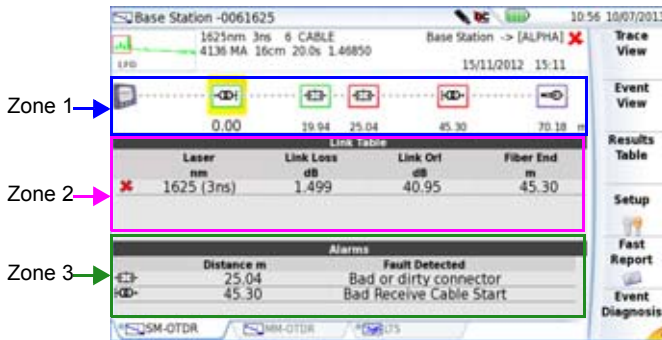 Base Station -0061625
10:56 10/07/2013
1625nm 3ns 6 CABLE
Base Station -> [ALPHA]
4136 MA 16cm 20.0s 1.46850
15/11/2012 15:11
LFD
Trace View
Event View
Results Table
Setup
Fast Report
Event Diagnosis
Zone 1
0.00 19.94 25.04 45.30 70.18 m
Zone 2
Link Table
Laser Link Loss Link Orl Fiber End
nm dB dB m
1625 (3ns) 1.499 40.95 45.30
Zone 3
Alarms
Distance m Fault Detected
25.04 Bad or dirty connector
45.30 Bad Receive Cable Start
SM-OTDR MM-OTDR LTS